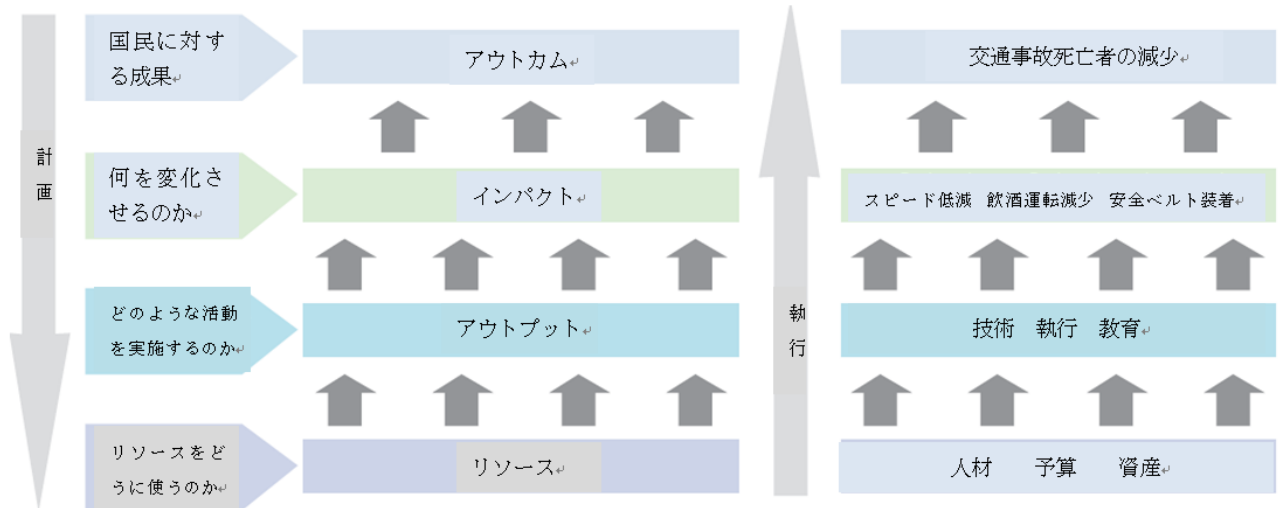 計
画
国民に対す
る成果
アウトカム
交通事故死亡者の減少
何を変化さ
せるのか
インパクト
スピード低減 飲酒運転減少 安全ベルト装着
どのような活動
を実施するのか
アウトプット
執
行
技術 執行 教育
リソースをど
うに使うのか
リソース
人材 予算 資産